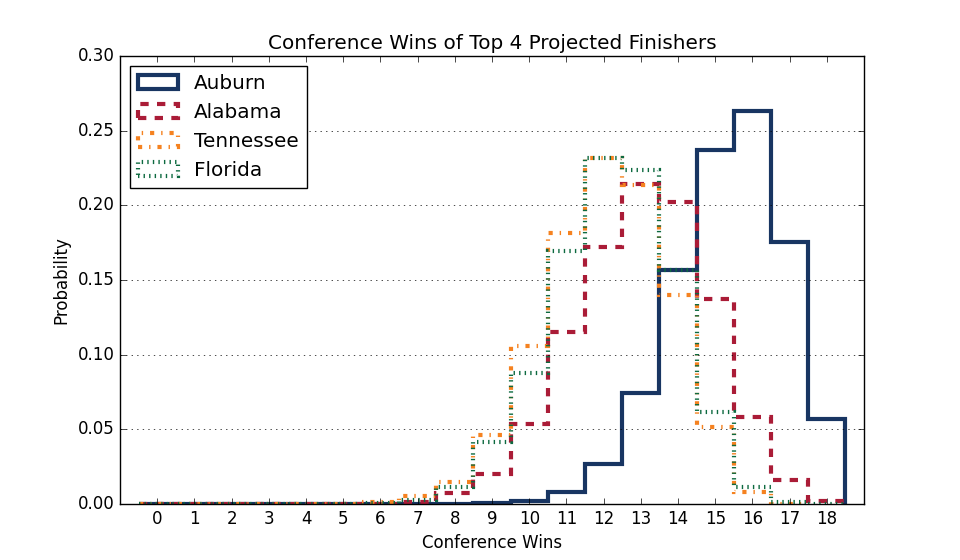 Conference Wins of Top 4 Projected Finishers
0.30
0.25
0.20
0.15
0.10
0.05
0.00
Probability
Auburn
Alabama
Tennessee
Florida
0 1 2 3 4 5 6 7 8 9 10 11 12 13 14 15 16 17 18
Conference Wins